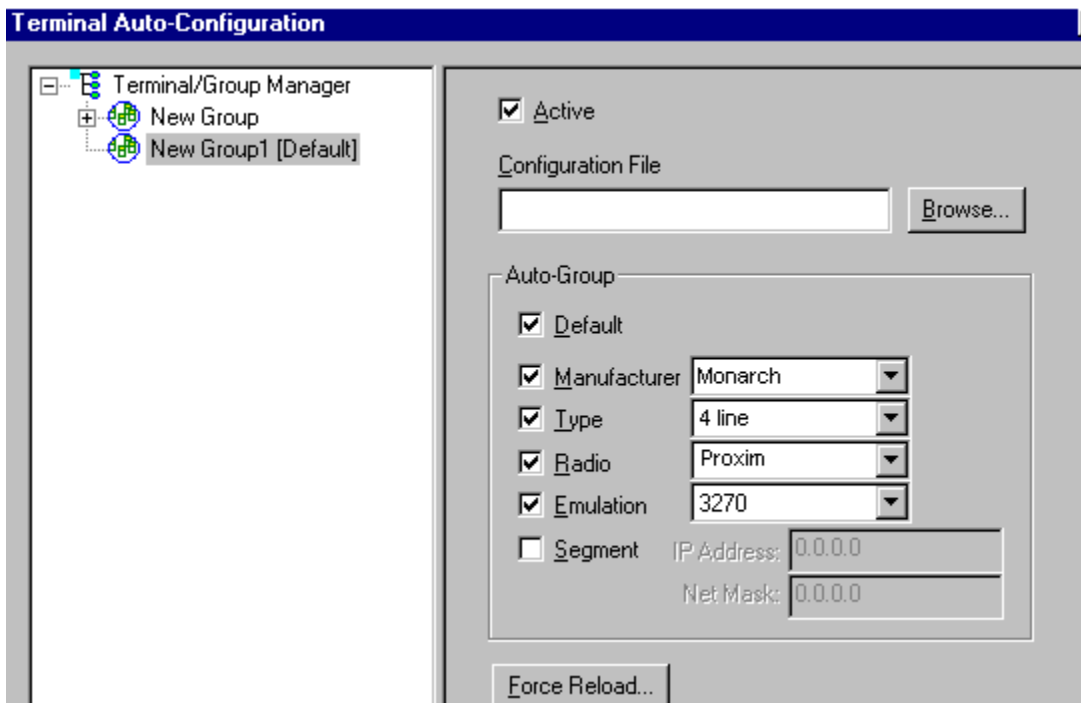 Terminal Auto-Configuration
Terminal/Group Manager
New Group
New Group1 [Default]
Active
Configuration File
Browse...
Auto-Group
Default
Manufacturer Monarch
Type 4 line
Radio Proxim
Emulation 3270
Segment IP Address: 0.0.0.0
Net Mask: 0.0.0.0
Force Reload...